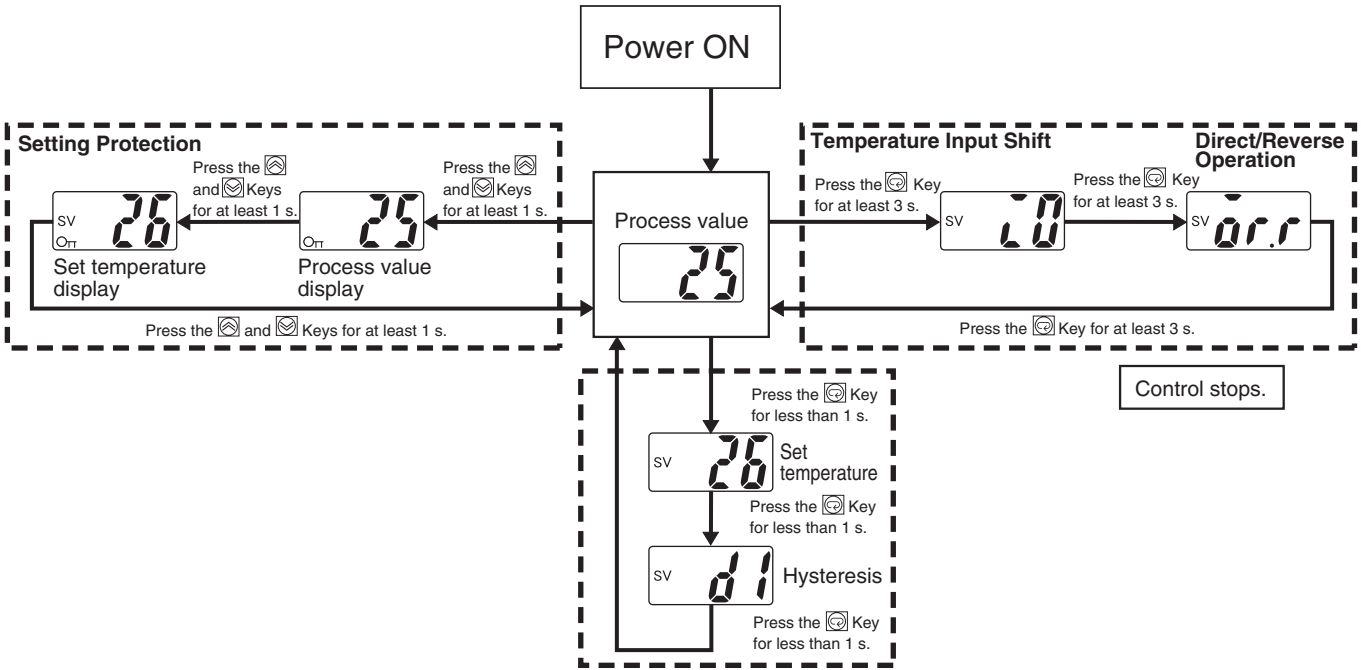 Power ON
Setting Protection
Press the
and Keys
for at least 1 s.
Press the
and Keys
for at least 1 s.
SV
26
Set temperature
display
25
Process value
display
Press the and Keys for at least 1 s.
Process value
25
Temperature Input Shift
Direct/Reverse
Operation
Press the Key
for at least 3 s.
Press the Key
for at least 3 s.
SV
i0
SV
or.r
Press the Key for at least 3 s.
Control stops.
Press the Key
for less than 1 s.
SV
26
Set
temperature
Press the Key
for less than 1 s.
SV
d1
Hysteresis
Press the Key
for less than 1 s.